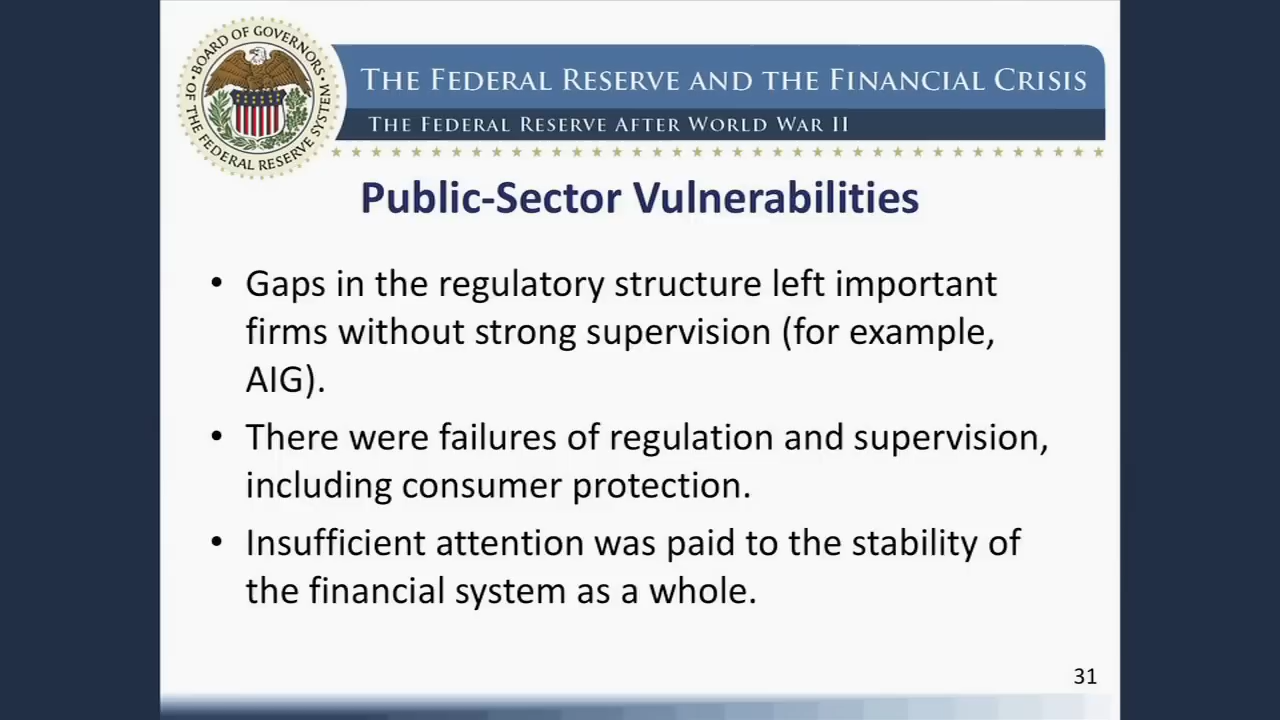 BOARD OF GOVERNORS
OF THE FEDERAL RESERVE SYSTEM
THE FEDERAL RESERVE AND THE FINANCIAL CRISIS
THE FEDERAL RESERVE AFTER WORLD WAR II
Public-Sector Vulnerabilities
• Gaps in the regulatory structure left important
firms without strong supervision (for example,
AIG).
• There were failures of regulation and supervision,
including consumer protection.
• Insufficient attention was paid to the stability of
the financial system as a whole.
31